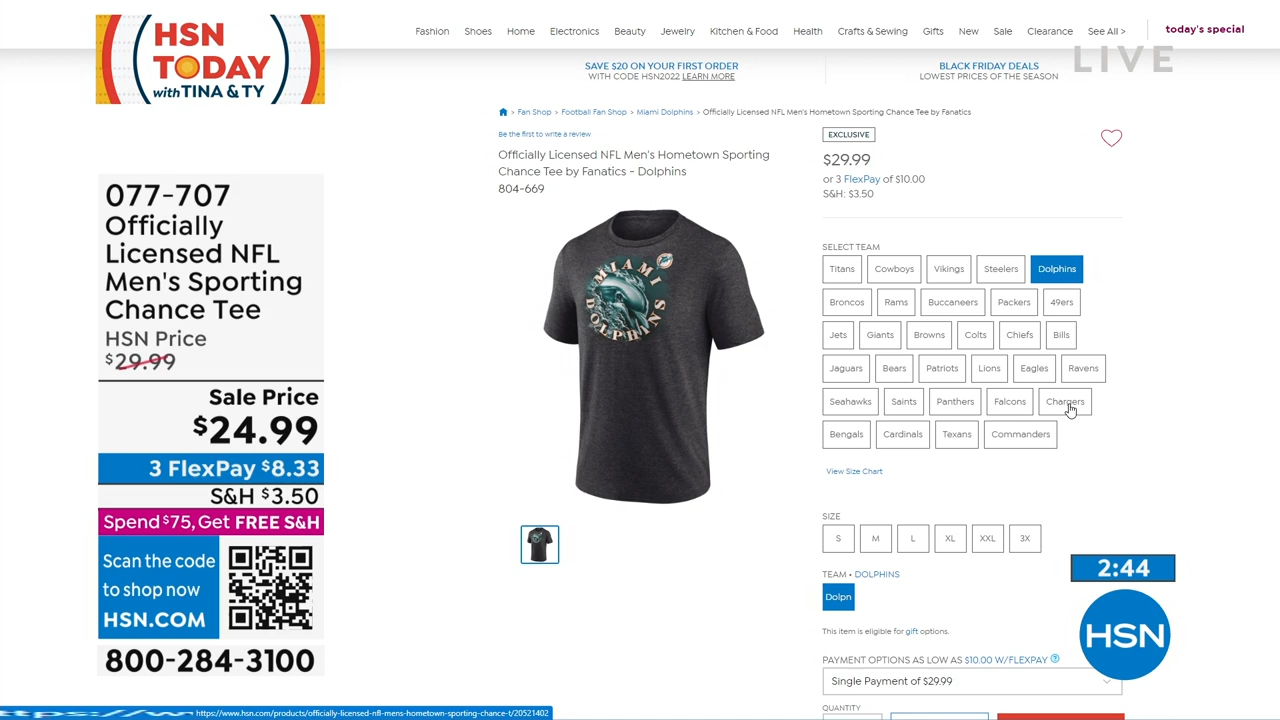 HSN
TODAY
with TINA & TY
Fashion Shoes Home Electronics Beauty Jewelry Kitchen & Food Health Crafts & Sewing Gifts New Sale Clearance See All > today's special
LIVE
SAVE $20 ON YOUR FIRST ORDER
WITH CODE HSN2022 LEARN MORE
BLACK FRIDAY DEALS
LOWEST PRICES OF THE SEASON
> Fan Shop > Football Fan Shop > Miami Dolphins > Officially Licensed NFL Men's Hometown Sporting Chance Tee by Fanatics
Be the first to write a review
Officially Licensed NFL Men's Hometown Sporting
Chance Tee by Fanatics - Dolphins
804-669
MIAMI
DOLPHINS
EXCLUSIVE
$29.99
or 3 FlexPay of $10.00
S&H: $3.50
SELECT TEAM
Titans Cowboys Vikings Steelers Dolphins
Broncos Rams Buccaneers Packers 49ers
Jets Giants Browns Colts Chiefs Bills
Jaguars Bears Patriots Lions Eagles Ravens
Seahawks Saints Panthers Falcons Chargers
Bengals Cardinals Texans Commanders
View Size Chart
SIZE
S M L XL XXL 3X
TEAM • DOLPHINS
Dolpn
This item is eligible for gift options.
PAYMENT OPTIONS AS LOW AS $10.00 W/FLEXPAY ?
Single Payment of $29.99
QUANTITY
077-707
Officially
Licensed NFL
Men's Sporting
Chance Tee
HSN Price
$29.99
Sale Price
$24.99
3 FlexPay $8.33
S&H $3.50
Spend $75, Get FREE S&H
Scan the code
to shop now
HSN.COM
800-284-3100
2:44
HSN
https://www.hsn.com/products/officially-licensed-nfl-mens-hometown-sporting-chance-t/20521402